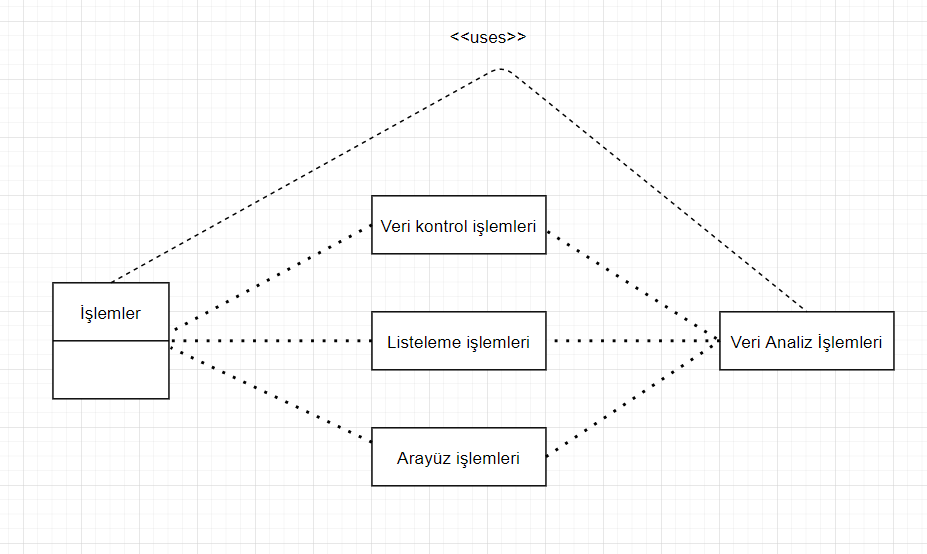 <<uses>>
Veri kontrol işlemleri
İşlemler
Listeleme işlemleri
Veri Analiz İşlemleri
Arayüz işlemleri